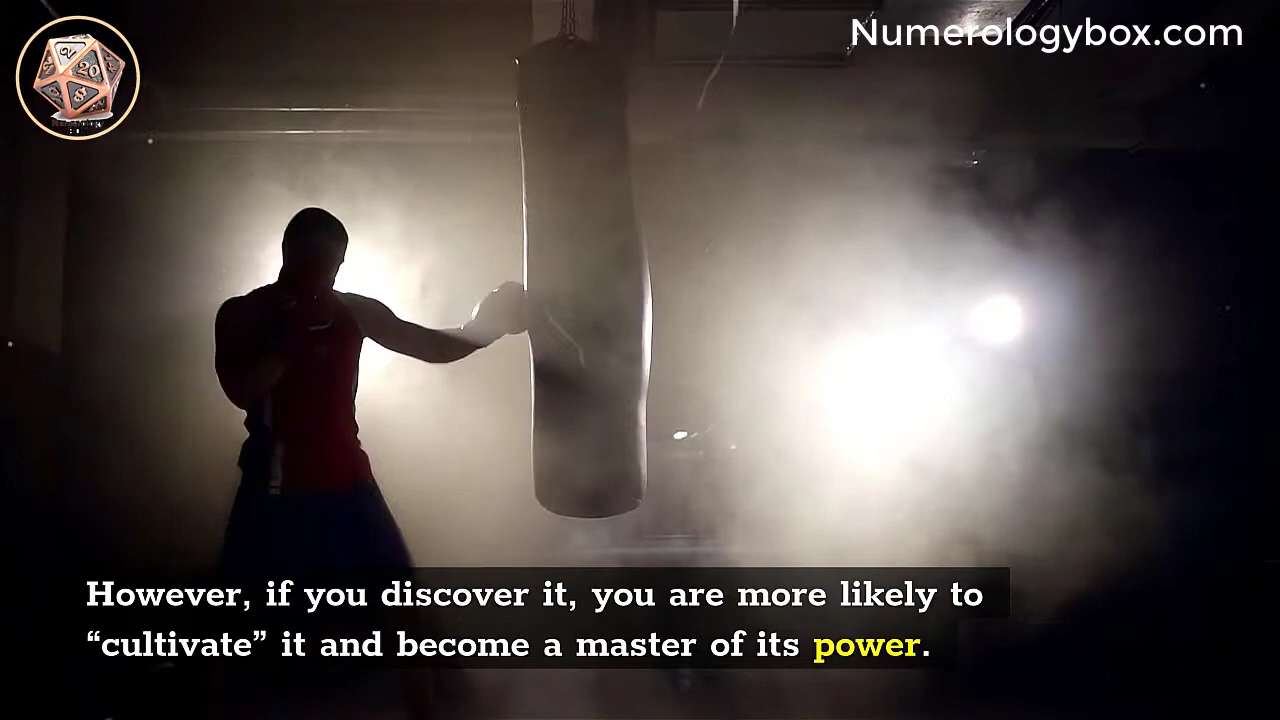 Numerologybox.com
20
However, if you discover it, you are more likely to
“cultivate” it and become a master of its power.